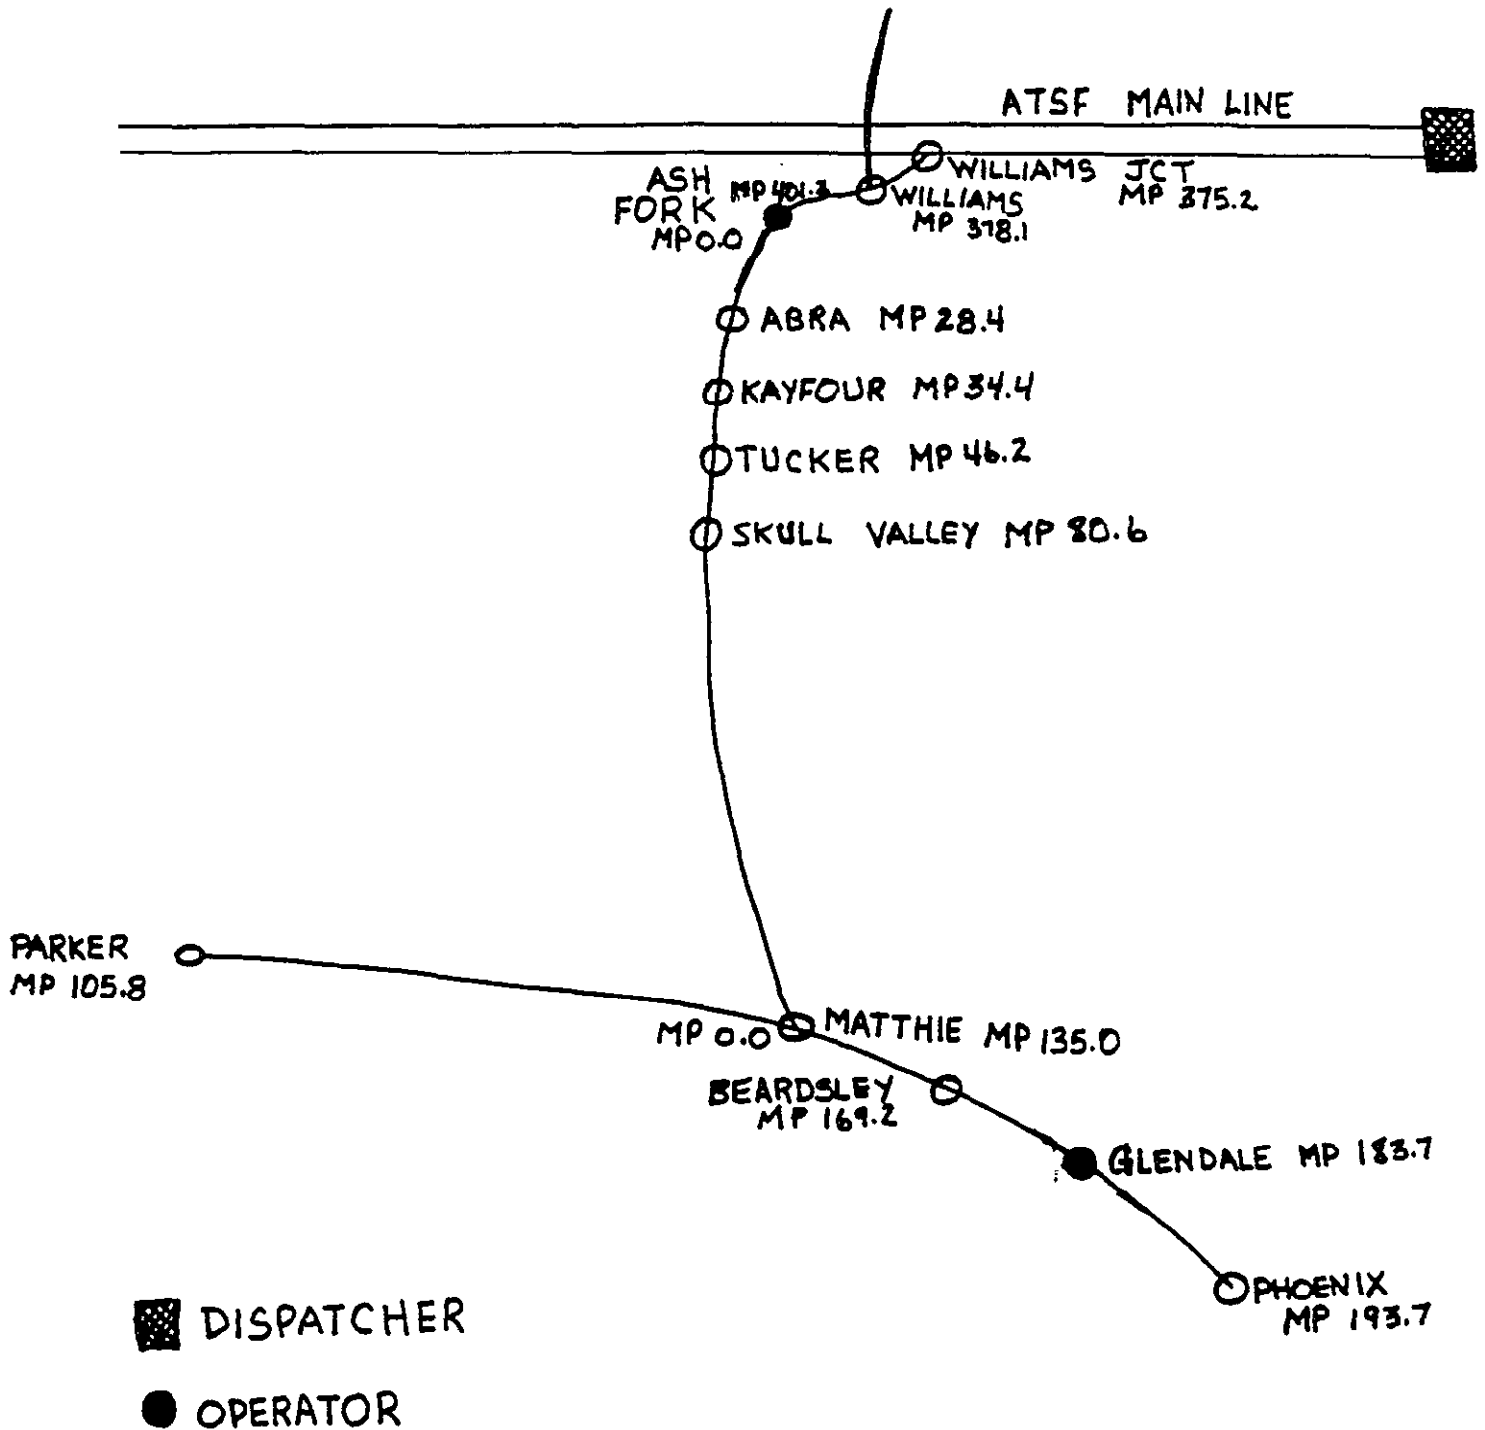 ATSF MAIN LINE
WILLIAMS JCT
MP 375.2
ASH
FORK
MP 401.3
MP 0.0
WILLIAMS
MP 378.1
ABRA MP 28.4
KAYFOUR MP 34.4
TUCKER MP 46.2
SKULL VALLEY MP 80.6
PARKER
MP 105.8
MP 0.0
MATTHIE MP 135.0
BEARDSLEY
MP 169.2
GLENDALE MP 183.7
PHOENIX
MP 193.7
DISPATCHER
OPERATOR